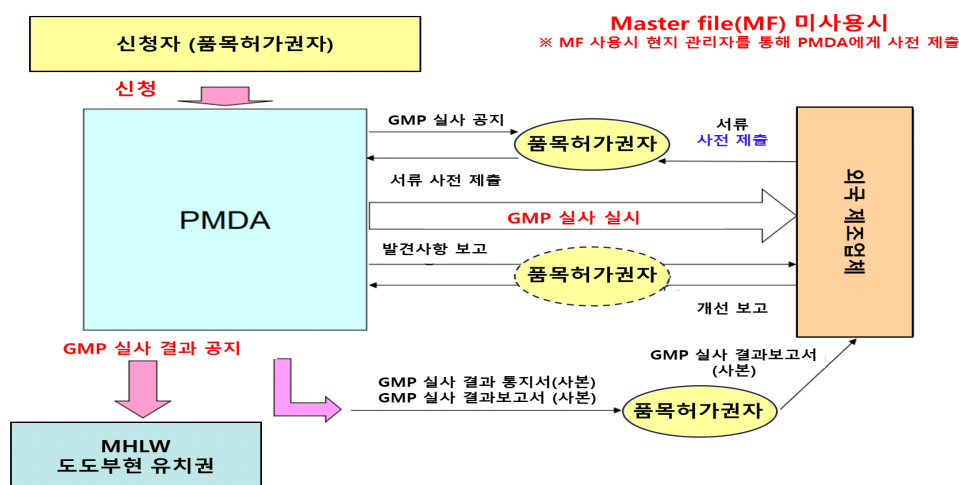 Master file(MF) 미사용시
※ MF 사용시 현지 관리자를 통해 PMDA에게 사전 제출
신청자 (품목허가권자)
신청
GMP 실사 공지
품목허가권자
서류
사전 제출
서류 사전 제출
PMDA
외국 제조업체
GMP 실사 실시
발견사항 보고
품목허가권자
개선 보고
GMP 실사 결과 공지
GMP 실사 결과보고서
(사본)
GMP 실사 결과 통지서(사본)
GMP 실사 결과보고서 (사본)
품목허가권자
MHLW
도도부현 유치권